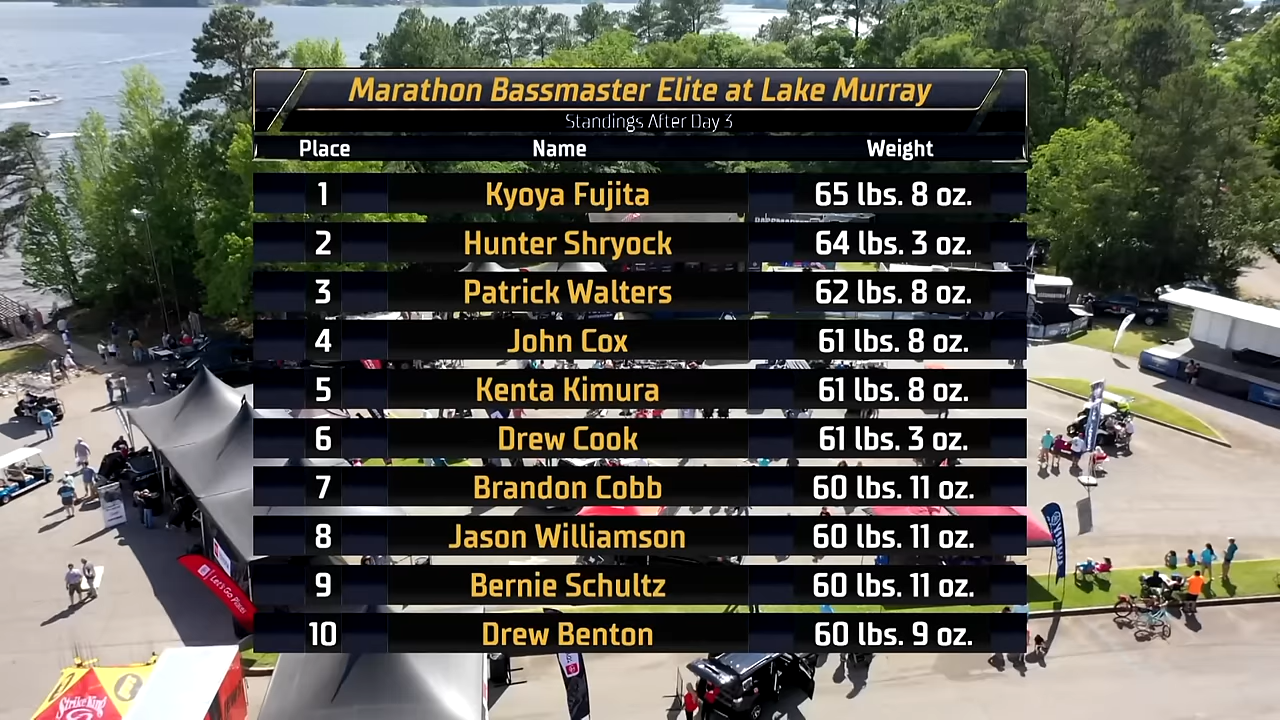 Marathon Bassmaster Elite at Lake Murray
Standings After Day 3
Place Name Weight
1 Kyoya Fujita 65 lbs. 8 oz.
2 Hunter Shryock 64 lbs. 3 oz.
3 Patrick Walters 62 lbs. 8 oz.
4 John Cox 61 lbs. 8 oz.
5 Kenta Kimura 61 lbs. 8 oz.
6 Drew Cook 61 lbs. 3 oz.
7 Brandon Cobb 60 lbs. 11 oz.
8 Jason Williamson 60 lbs. 11 oz.
9 Bernie Schultz 60 lbs. 11 oz.
10 Drew Benton 60 lbs. 9 oz.
Let's Go Places
Strike King